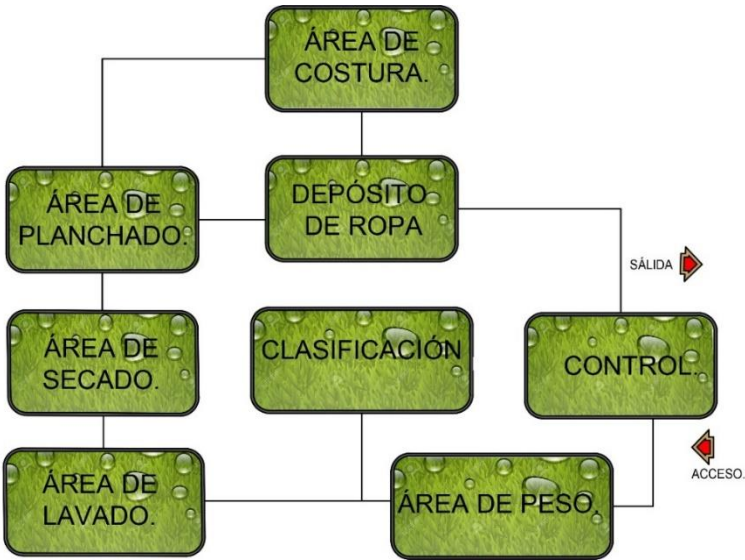 ÁREA DE
COSTURA.
ÁREA DE
PLANCHADO.
DEPÓSITO
DE ROPA
SÁLIDA
ÁREA DE
SECADO.
CLASIFICACIÓN
CONTROL.
ÁREA DE
LAVADO.
ÁREA DE PESO.
ACCESO.